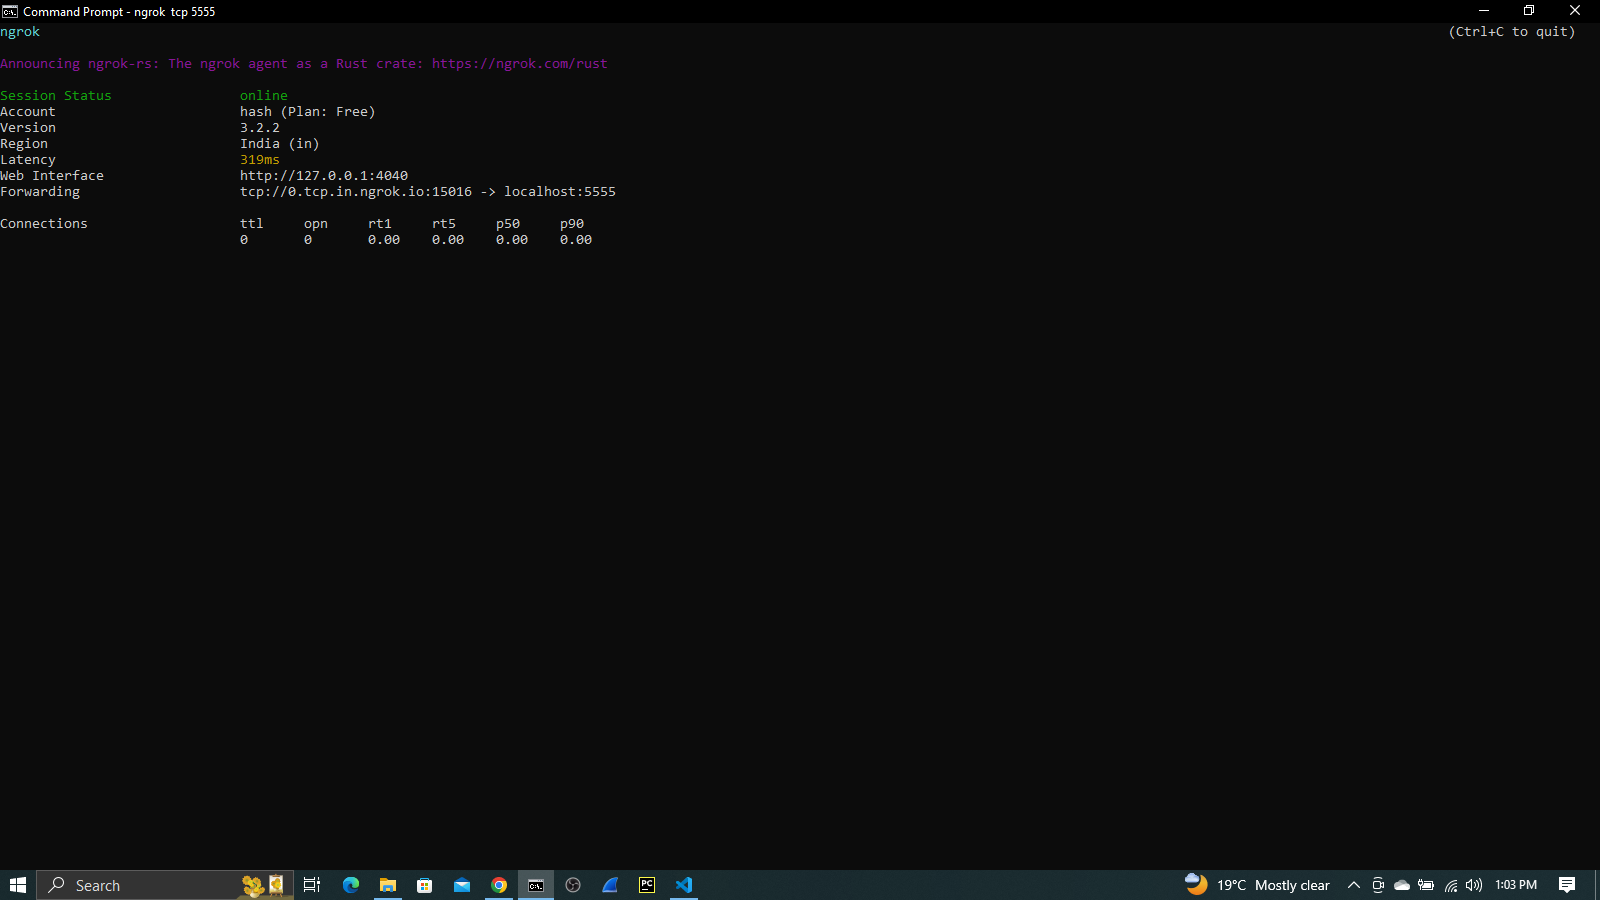 Command Prompt - ngrok  tcp 5555
ngrok (Ctrl+C to quit)
Announcing ngrok-rs: The ngrok agent as a Rust crate: https://ngrok.com/rust
Session Status online
Account hash (Plan: Free)
Version 3.2.2
Region India (in)
Latency 319ms
Web Interface http://127.0.0.1:4040
Forwarding tcp://0.tcp.in.ngrok.io:15016 -> localhost:5555
Connections ttl opn rt1 rt5 p50 p90
0 0 0.00 0.00 0.00 0.00
Search PC 19°C Mostly clear 1:03 PM